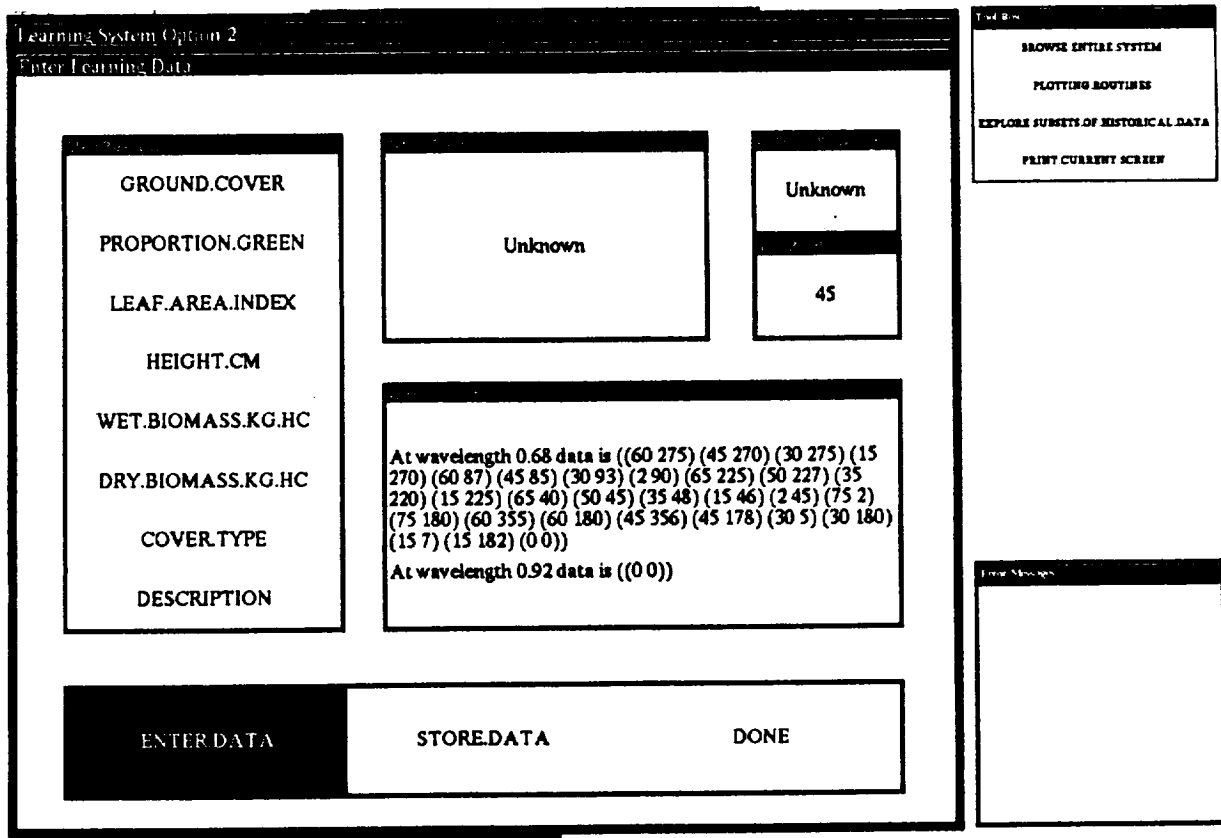 Learning System Option 2
Enter Learning Data
GROUND.COVER
PROPORTION.GREEN
LEAF.AREA.INDEX
HEIGHT.CM
WET.BIOMASS.KG.HC
DRY.BIOMASS.KG.HC
COVER.TYPE
DESCRIPTION
Unknown
Unknown
45
At wavelength 0.68 data is ((60 275) (45 270) (30 275) (15
270) (60 87) (45 85) (30 93) (2 90) (65 225) (50 227) (35
220) (15 225) (65 40) (50 45) (35 48) (15 46) (2 45) (75 2)
(75 180) (60 355) (60 180) (45 356) (45 178) (30 5) (30 180)
(15 7) (15 182) (0 0))
At wavelength 0.92 data is ((0 0))
ENTER.DATA
STORE.DATA
DONE
Tool Box
BROWSE ENTIRE SYSTEM
PLOTTING.ROUTINES
EXPLORE SUBSETS.OF.HISTORICAL.DATA
PRINT.CURRENT SCREEN
Error Messages